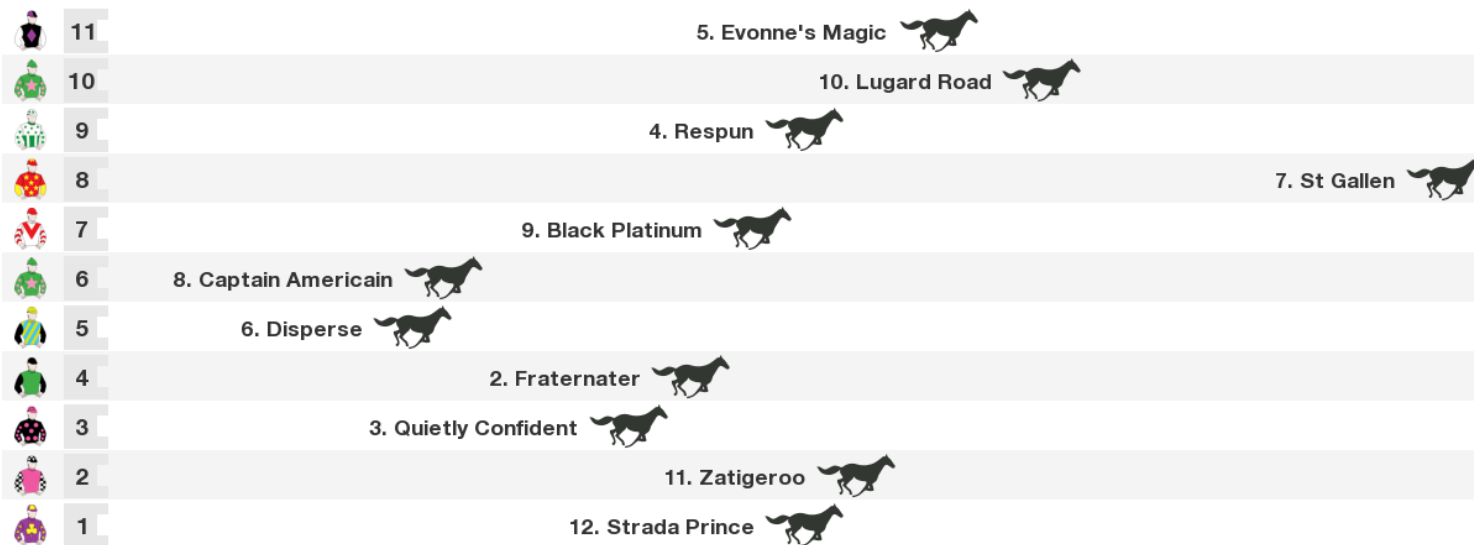 11 5. Evonne's Magic
10 10. Lugard Road
9 4. Respun
8 7. St Gallen
7 9. Black Platinum
6 8. Captain Americain
5 6. Disperse
4 2. Fraternater
3 3. Quietly Confident
2 11. Zatigeroo
1 12. Strada Prince